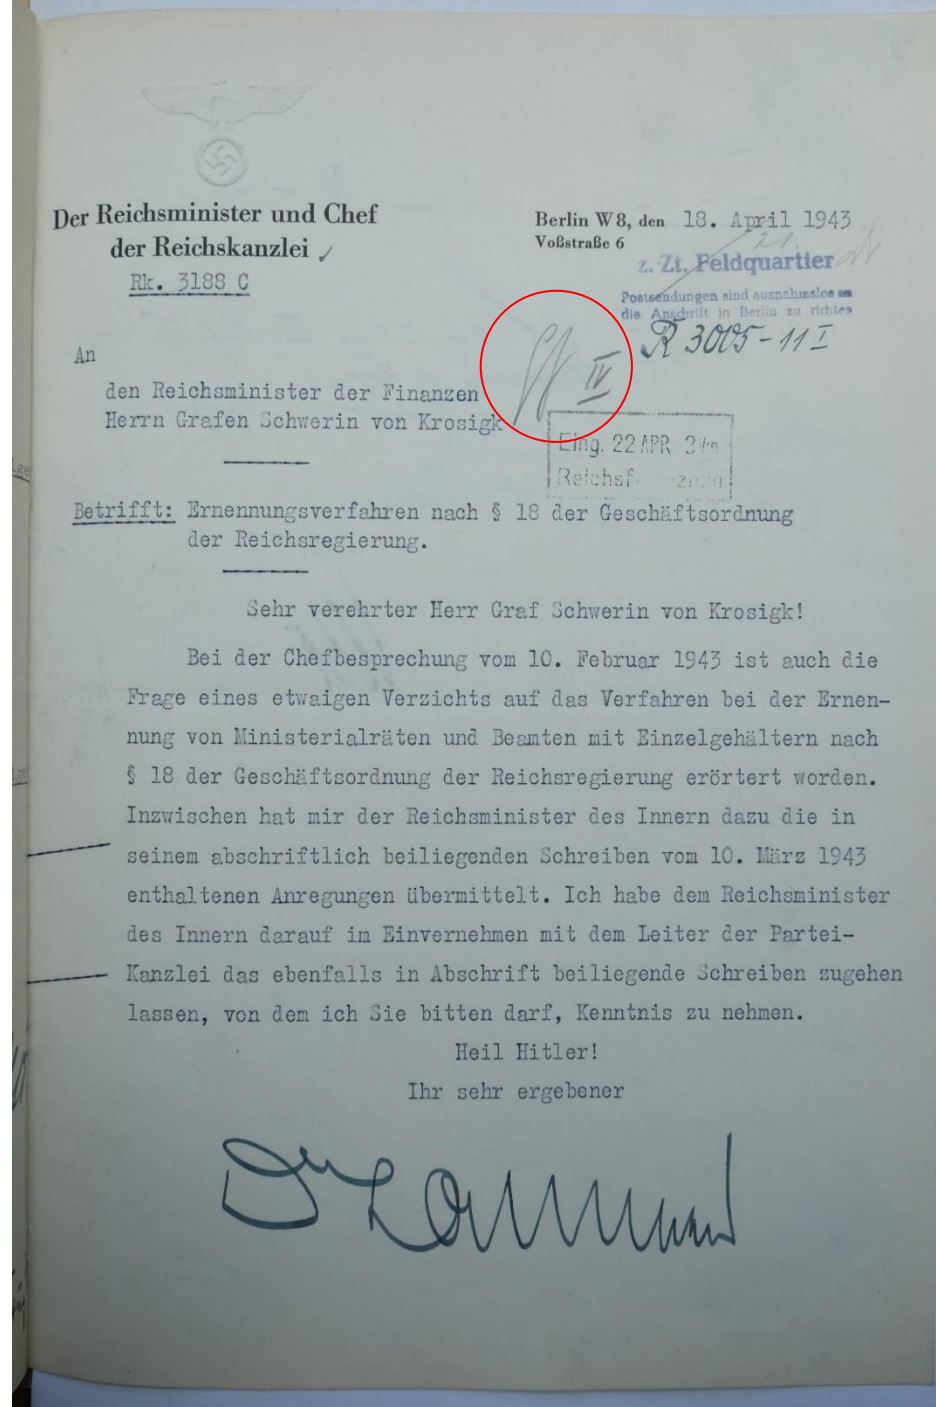 Der Reichsminister und Chef
der Reichskanzlei
Rk. 3188 C
Berlin W 8, den 18. April 1943
Voßstraße 6
21.
z. Zt. Feldquartier
Postsendungen sind ausnahmslos an
die Anschrift in Berlin zu richten
R 3005-11 I
An
IV
den Reichsminister der Finanzen
Herrn Grafen Schwerin von Krosigk
Eing. 22 APR
Betrifft: Ernennungsverfahren nach § 18 der Geschäftsordnung
der Reichsregierung.
Sehr verehrter Herr Graf Schwerin von Krosigk!
Bei der Chefbesprechung vom 10. Februar 1943 ist auch die
Frage eines etwaigen Verzichts auf das Verfahren bei der Ernen-
nung von Ministerialräten und Beamten mit Einzelgehältern nach
§ 18 der Geschäftsordnung der Reichsregierung erörtert worden.
Inzwischen hat mir der Reichsminister des Innern dazu die in
seinem abschriftlich beiliegenden Schreiben vom 10. März 1943
enthaltenen Anregungen übermittelt. Ich habe dem Reichsminister
des Innern darauf im Einvernehmen mit dem Leiter der Partei-
Kanzlei das ebenfalls in Abschrift beiliegende Schreiben zugehen
lassen, von dem ich Sie bitten darf, Kenntnis zu nehmen.
Heil Hitler!
Ihr sehr ergebener
Dr Lammers